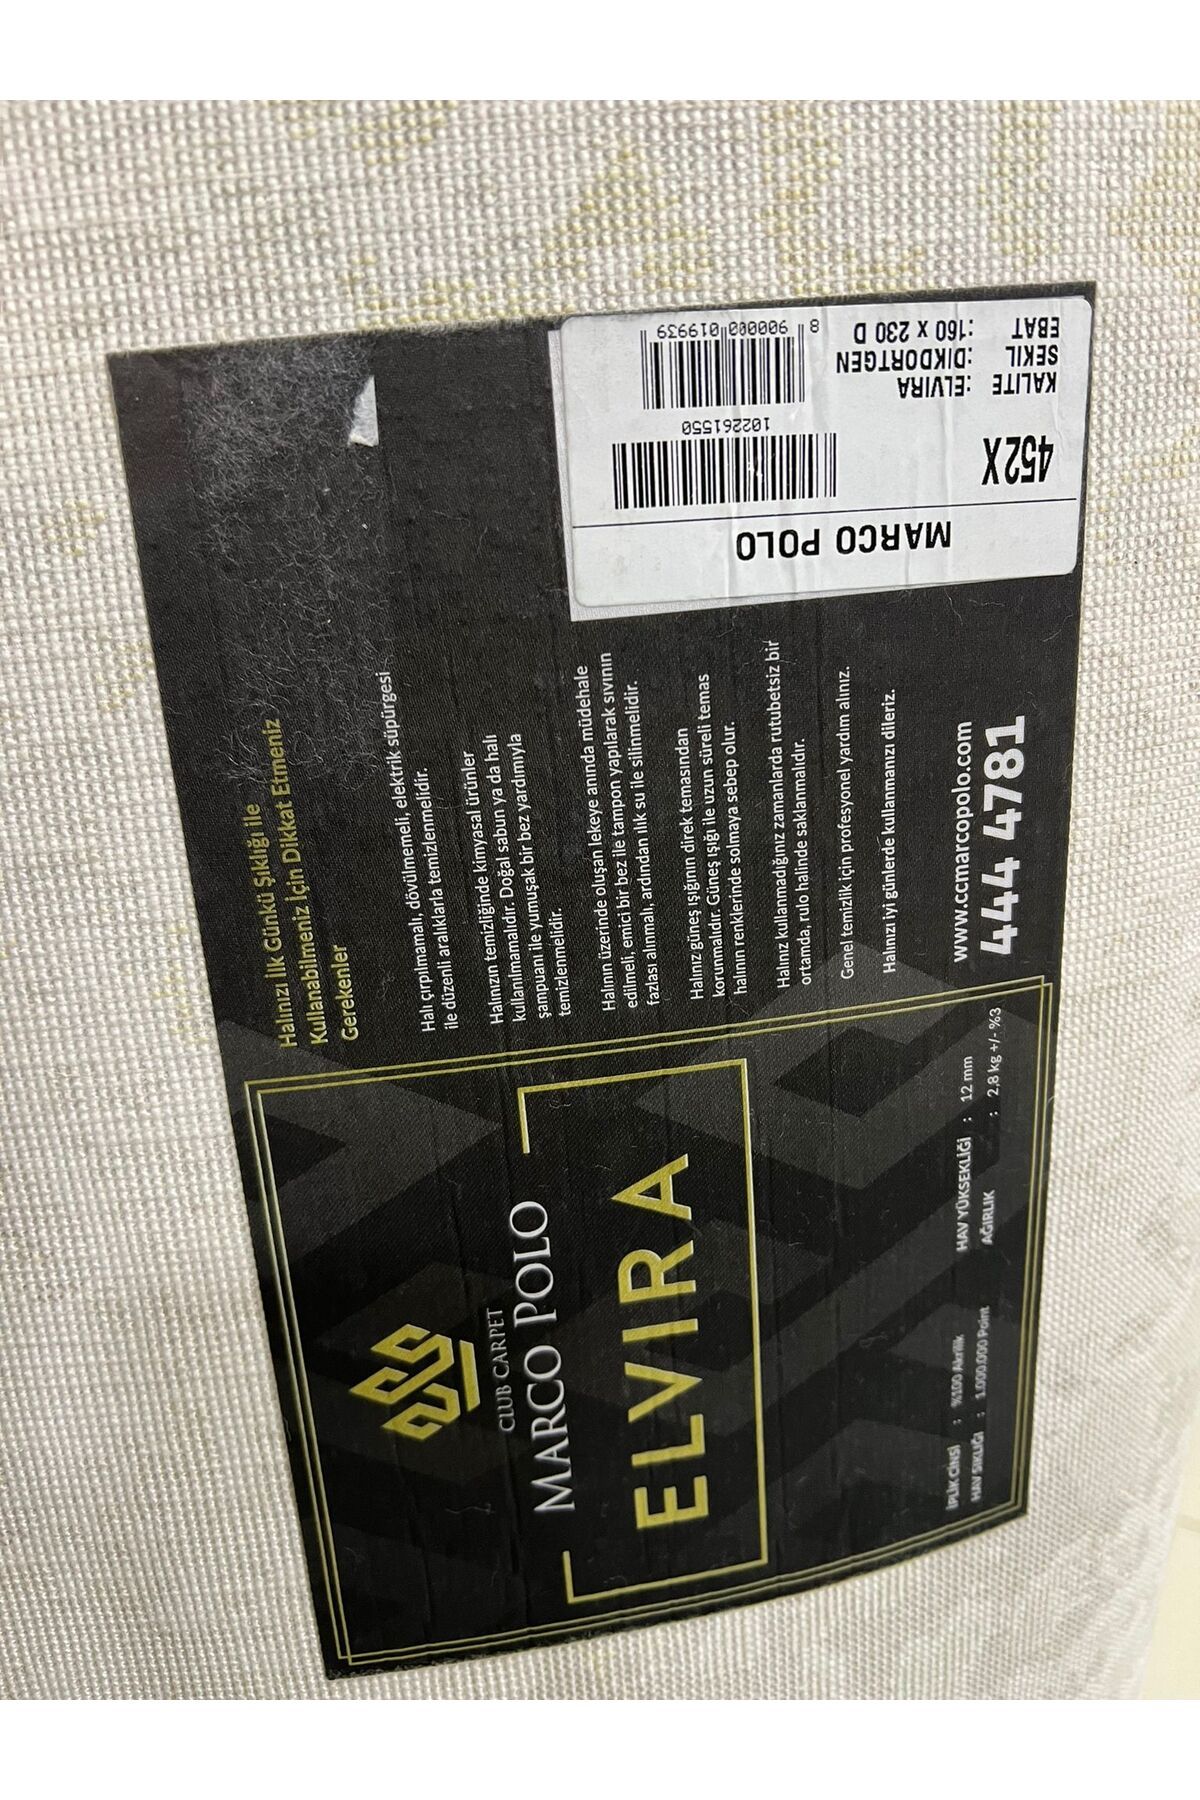 CLUB CARPET
MARCO POLO
ELVIRA
İPLİK CİNSİ : %100 Akrilik
HAV SIKLIĞI : 1.000.000 Point
HAV YÜKSEKLİĞİ : 12 mm
AĞIRLIK : 2,8 kg +/- %3
Halınızı İlk Günkü Şıklığı ile
Kullanabilmeniz İçin Dikkat Etmeniz
Gerekenler
Halı çırpılmamalı, dövülmemeli, elektrik süpürgesi
ile düzenli aralıklarla temizlenmelidir.
Halınızın temizliğinde kimyasal ürünler
kullanılmamalıdır. Doğal sabun ya da halı
şampuanı ile yumuşak bir bez yardımıyla
temizlenmelidir.
Halının üzerinde oluşan lekeye anında müdehale
edilmeli, emici bir bez ile tampon yapılarak sıvının
fazlası alınmalı, ardından ılık su ile silinmelidir.
Halınız güneş ışığının direk temasından
korunmalıdır. Güneş ışığı ile uzun süreli temas
halının renklerinde solmaya sebep olur.
Halınız kullanmadığınız zamanlarda rutubetsiz bir
ortamda, rulo halinde saklanmalıdır.
Genel temizlik için profesyonel yardım alınız.
Halınızı iyi günlerde kullanmanızı dileriz.
www.ccmarcopolo.com
444 4781
MARCO POLO
452X
102261550
KALITE :ELVIRA
SEKIL :DIKDORTGEN
EBAT :160 X 230 D
8 900000 019939